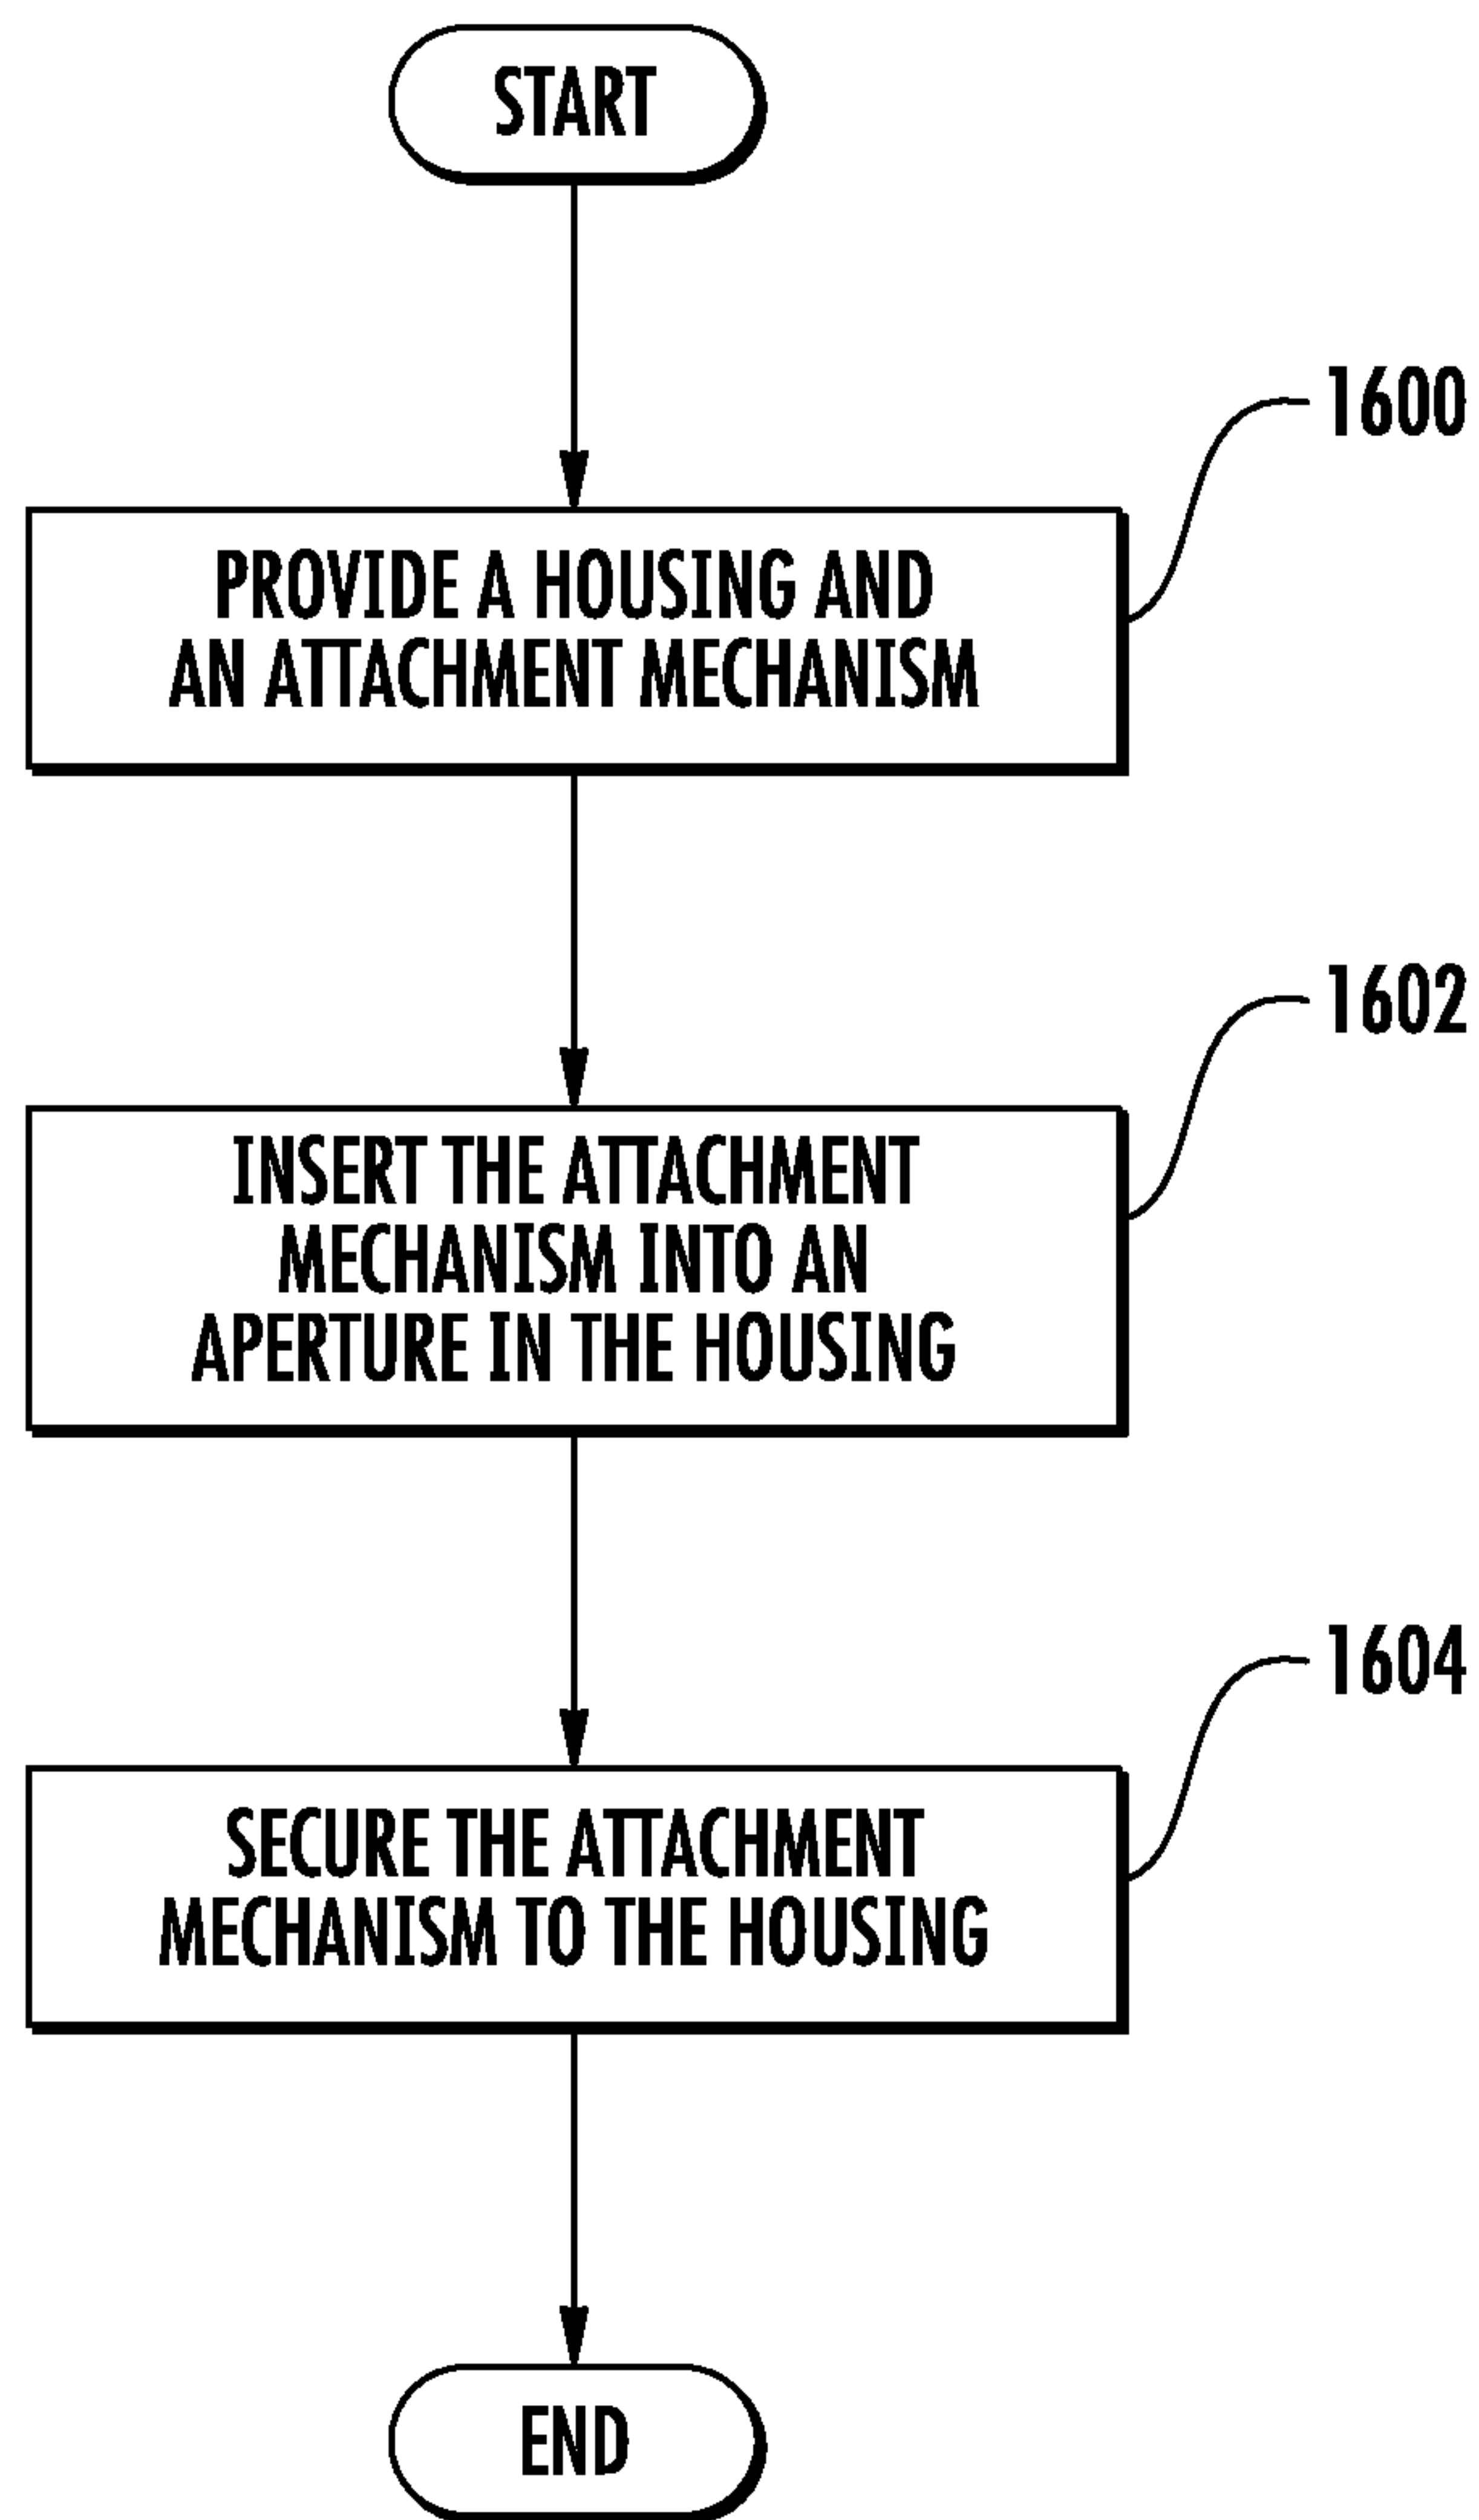 START
1600
PROVIDE A HOUSING AND
AN ATTACHMENT MECHANISM
1602
INSERT THE ATTACHMENT
MECHANISM INTO AN
APERTURE IN THE HOUSING
1604
SECURE THE ATTACHMENT
MECHANISM TO THE HOUSING
END